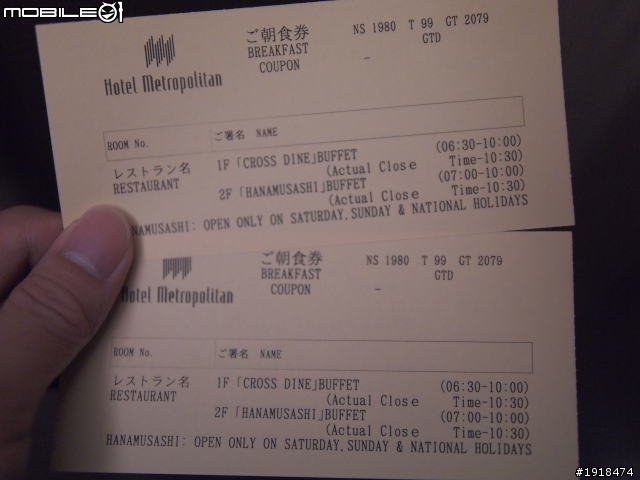 MOBILE01
Hotel Metropolitan
ご朝食券
BREAKFAST
COUPON
NS 1980 T 99 GT 2079
GTD
-
ROOM No. ご署名 NAME
レストラン名 1F「CROSS DINE」BUFFET (06:30-10:00)
RESTAURANT (Actual Close Time-10:30)
2F「HANAMUSASHI」BUFFET (07:00-10:00)
(Actual Close Time-10:30)
HANAMUSASHI: OPEN ONLY ON SATURDAY, SUNDAY & NATIONAL HOLIDAYS
Hotel Metropolitan
ご朝食券
BREAKFAST
COUPON
NS 1980 T 99 GT 2079
GTD
-
ROOM No. ご署名 NAME
レストラン名 1F「CROSS DINE」BUFFET (06:30-10:00)
RESTAURANT (Actual Close Time-10:30)
2F「HANAMUSASHI」BUFFET (07:00-10:00)
(Actual Close Time-10:30)
HANAMUSASHI: OPEN ONLY ON SATURDAY, SUNDAY & NATIONAL HOLIDAYS
#1918474